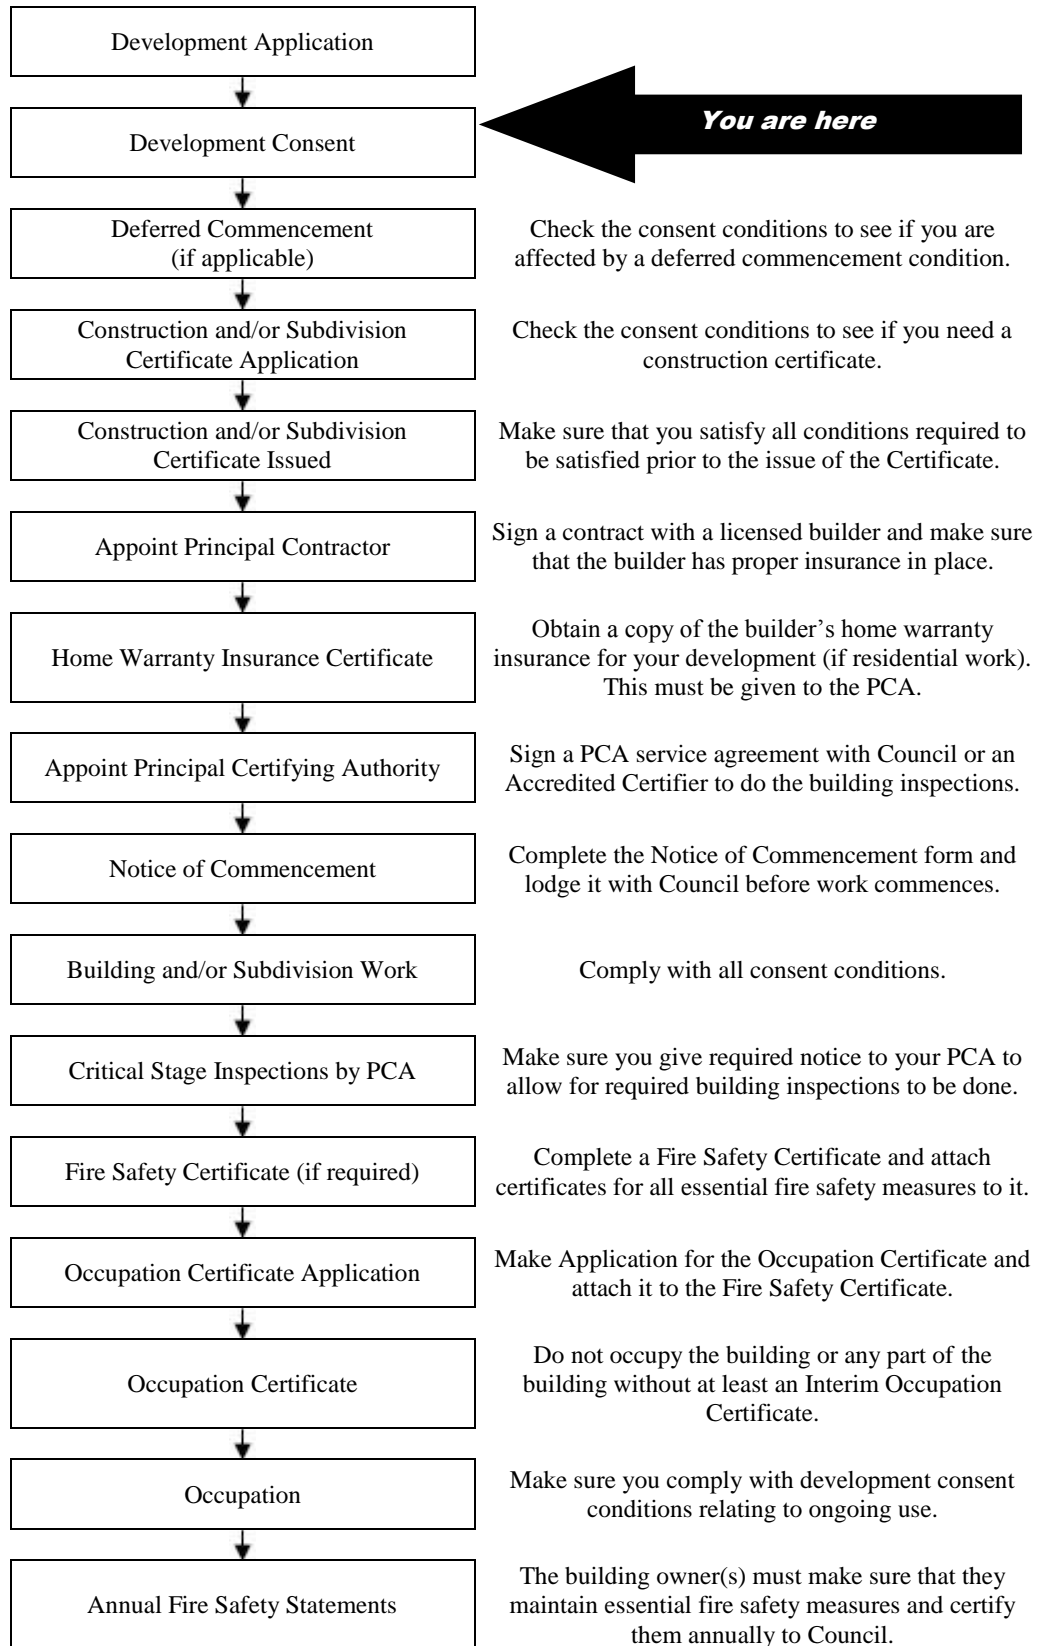 Development Application
Development Consent
You are here
Deferred Commencement
(if applicable)
Check the consent conditions to see if you are
affected by a deferred commencement condition.
Construction and/or Subdivision
Certificate Application
Check the consent conditions to see if you need a
construction certificate.
Construction and/or Subdivision
Certificate Issued
Make sure that you satisfy all conditions required to
be satisfied prior to the issue of the Certificate.
Appoint Principal Contractor
Sign a contract with a licensed builder and make sure
that the builder has proper insurance in place.
Home Warranty Insurance Certificate
Obtain a copy of the builder’s home warranty
insurance for your development (if residential work).
This must be given to the PCA.
Appoint Principal Certifying Authority
Sign a PCA service agreement with Council or an
Accredited Certifier to do the building inspections.
Notice of Commencement
Complete the Notice of Commencement form and
lodge it with Council before work commences.
Building and/or Subdivision Work
Comply with all consent conditions.
Critical Stage Inspections by PCA
Make sure you give required notice to your PCA to
allow for required building inspections to be done.
Fire Safety Certificate (if required)
Complete a Fire Safety Certificate and attach
certificates for all essential fire safety measures to it.
Occupation Certificate Application
Make Application for the Occupation Certificate and
attach it to the Fire Safety Certificate.
Occupation Certificate
Do not occupy the building or any part of the
building without at least an Interim Occupation
Certificate.
Occupation
Make sure you comply with development consent
conditions relating to ongoing use.
Annual Fire Safety Statements
The building owner(s) must make sure that they
maintain essential fire safety measures and certify
them annually to Council.